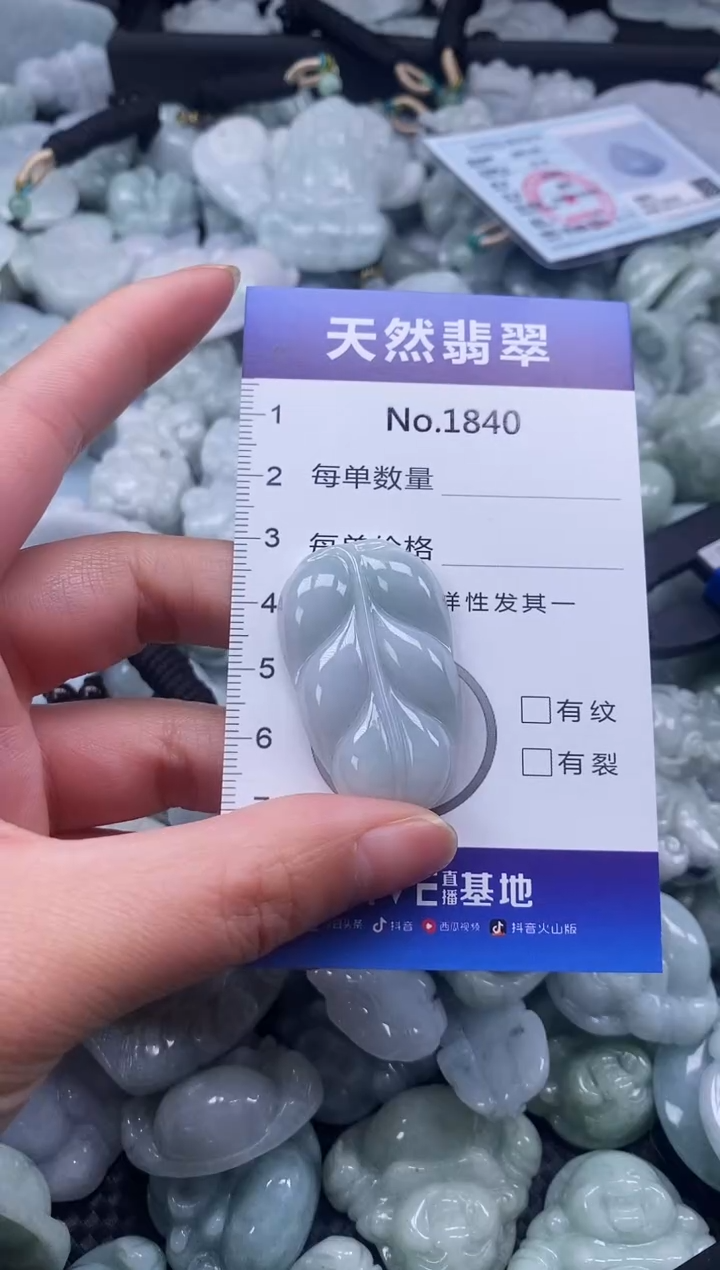 天然翡翠
No.1840
1
2 每单数量
3 每单价格
4 样性发其一
5
6
有纹
有裂
直播基地
抖音 西瓜视频 抖音火山版